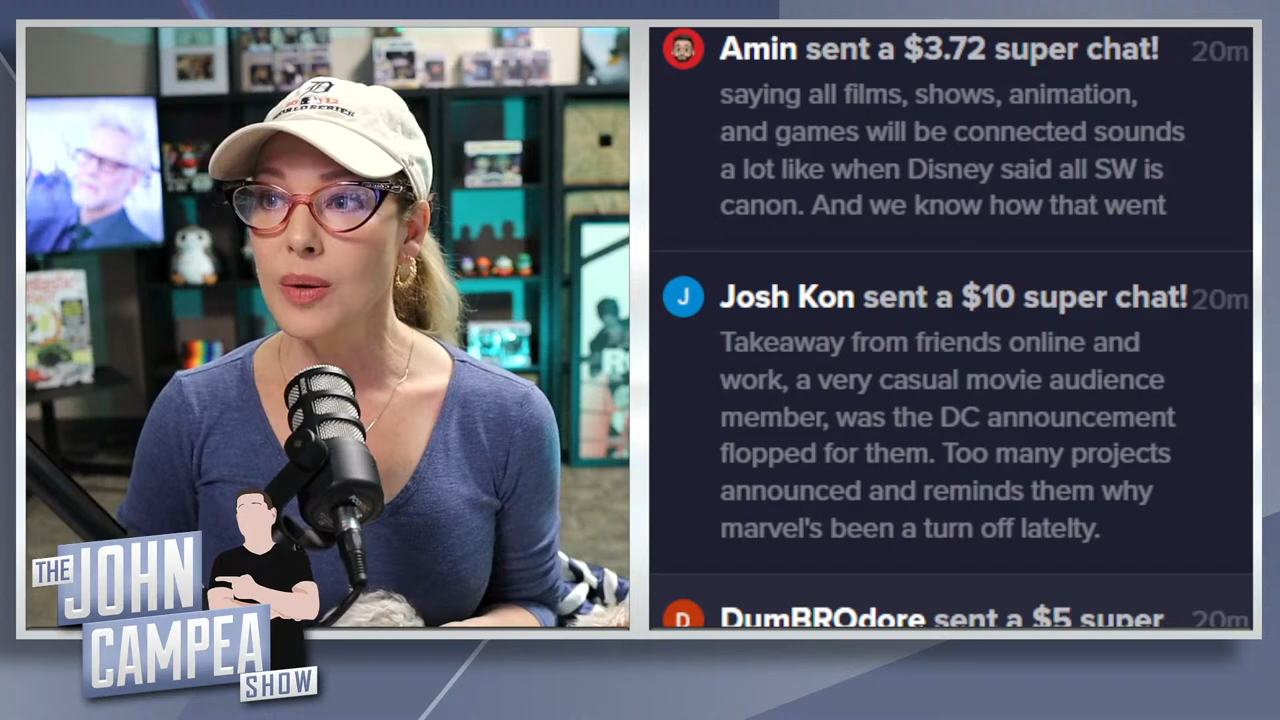 D
2012
WORLD SERIES
Amin sent a $3.72 super chat! 20m
saying all films, shows, animation,
and games will be connected sounds
a lot like when Disney said all SW is
canon. And we know how that went
J
Josh Kon sent a $10 super chat! 20m
Takeaway from friends online and
work, a very casual movie audience
member, was the DC announcement
flopped for them. Too many projects
announced and reminds them why
marvel's been a turn off latelty.
D
DumBROdore sent a $5 super 20m
THE
JOHN
CAMPEA
SHOW